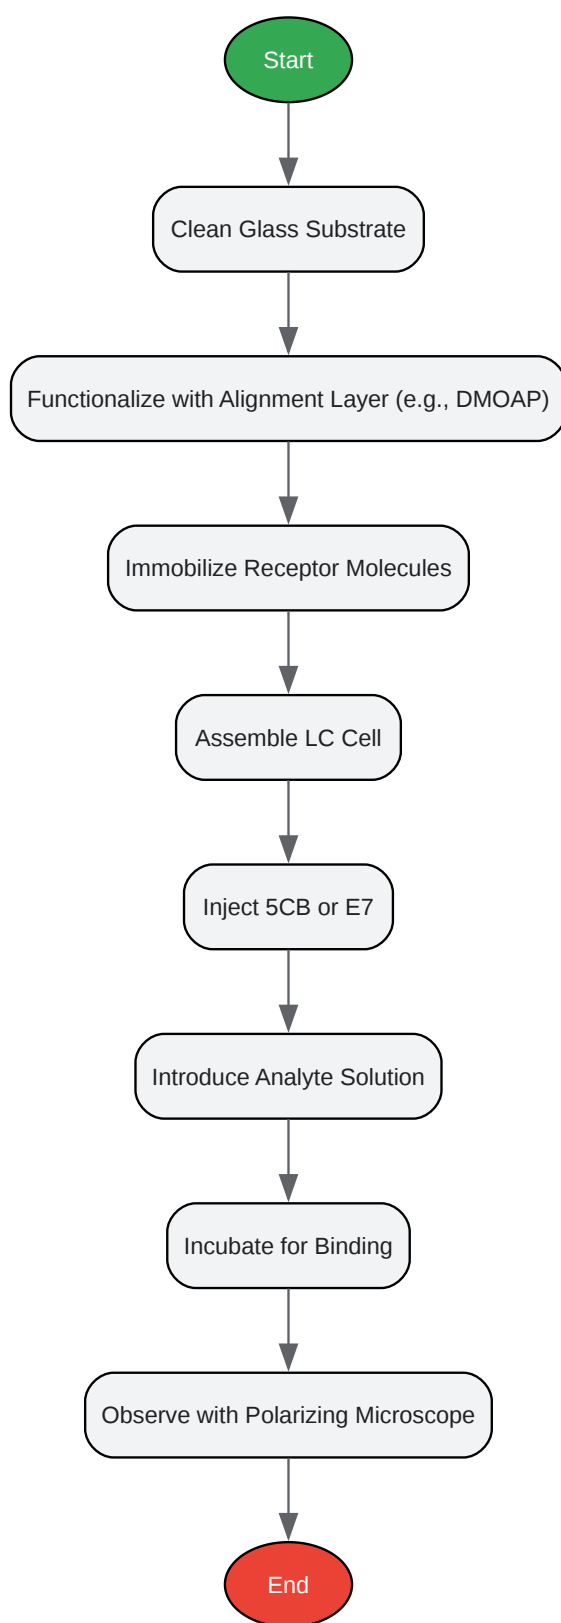 Start
Clean Glass Substrate
Functionalize with Alignment Layer (e.g., DMOAP)
Immobilize Receptor Molecules
Assemble LC Cell
Inject 5CB or E7
Introduce Analyte Solution
Incubate for Binding
Observe with Polarizing Microscope
End